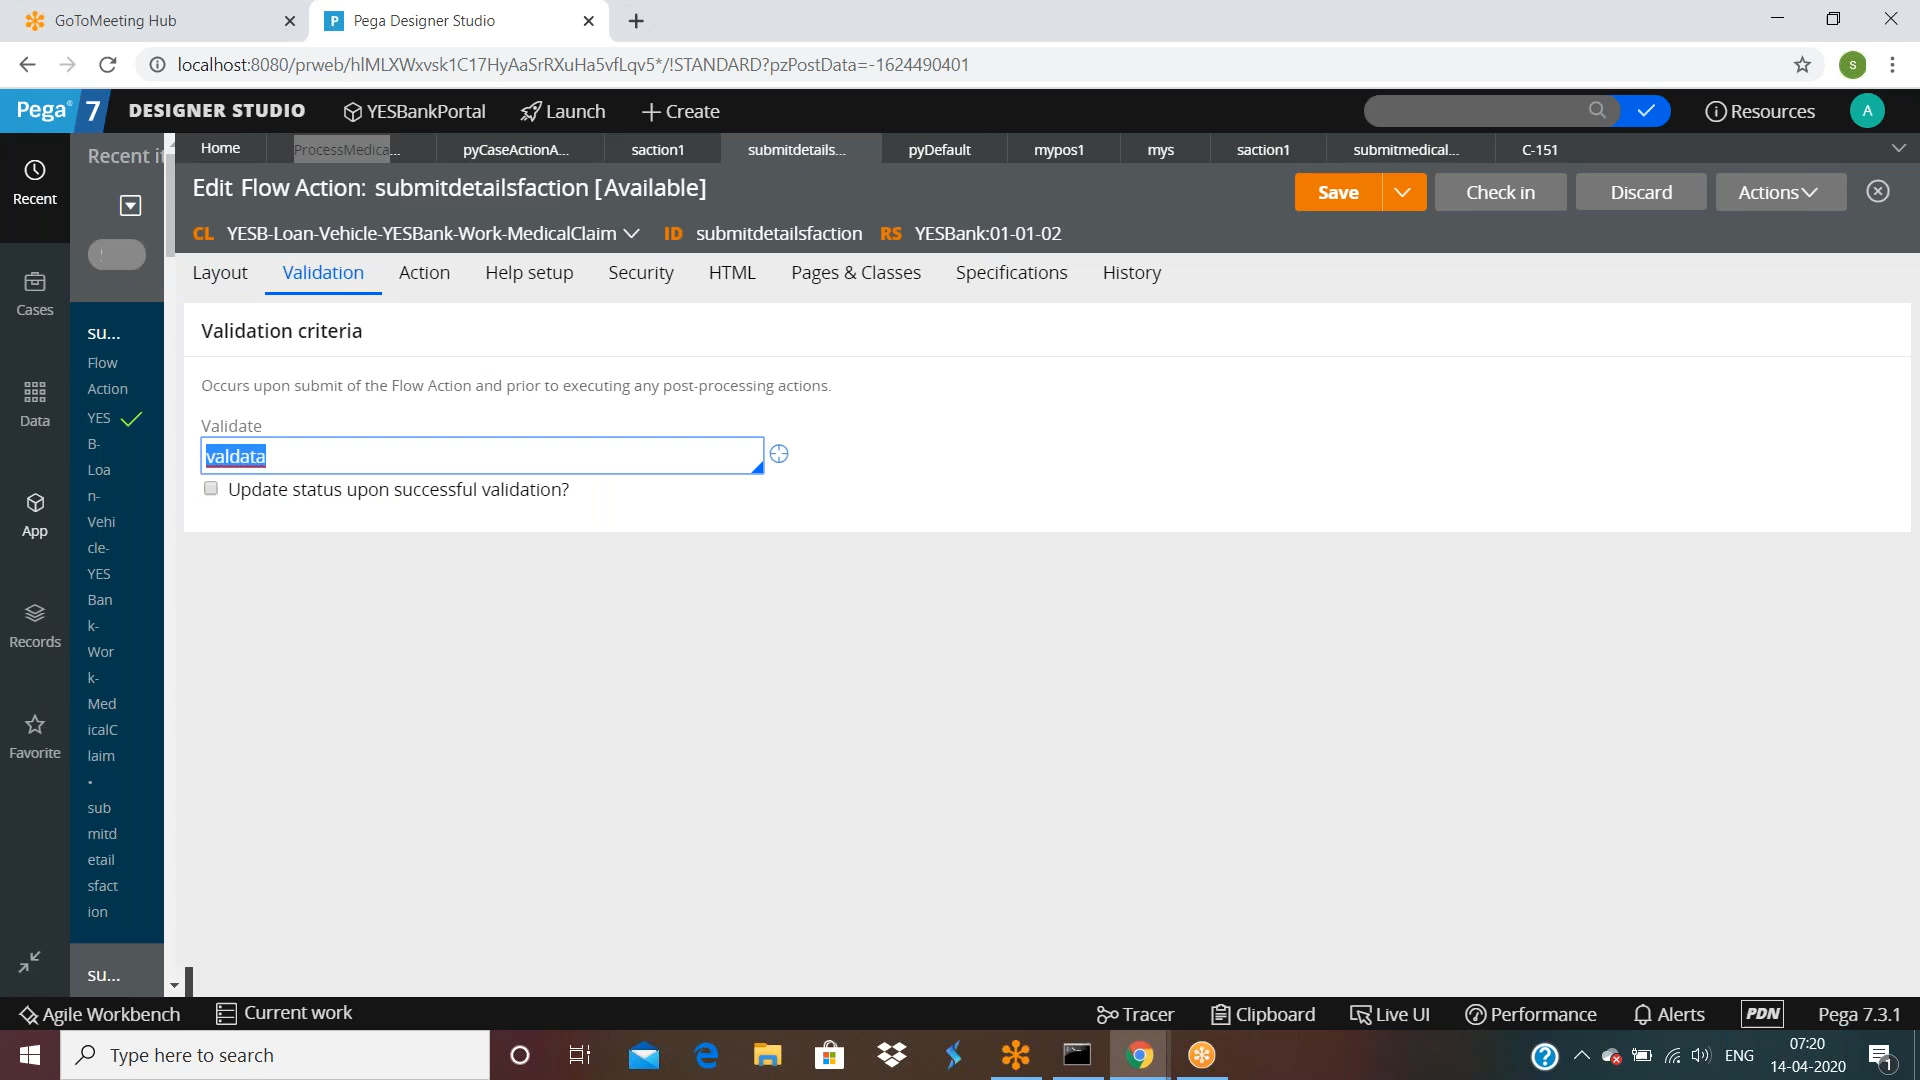 GoToMeeting Hub
P Pega Designer Studio
localhost:8080/prweb/hlMLXWxvsk1C17HyAaSrRXuHa5vfLqv5*/!STANDARD?pzPostData=-1624490401
s
Pega 7 DESIGNER STUDIO YESBankPortal Launch Create Resources A
Recent it
Home ProcessMedica... pyCaseActionA... saction1 submitdetails... pyDefault mypos1 mys saction1 submitmedical... C-151
Edit Flow Action: submitdetailsfaction [Available]
Save Check in Discard Actions
CL YESB-Loan-Vehicle-YESBank-Work-MedicalClaim ID submitdetailsfaction RS YESBank:01-01-02
Layout Validation Action Help setup Security HTML Pages & Classes Specifications History
Validation criteria
Occurs upon submit of the Flow Action and prior to executing any post-processing actions.
Validate
valdata
Update status upon successful validation?
Recent
Cases
Data
App
Records
Favorite
su...
Flow
Action
YES
B-
Loa
n-
Vehi
cle-
YES
Ban
k-
Wor
k-
Med
icalC
laim
•
sub
mitd
etail
sfact
ion
su...
Agile Workbench Current work Tracer Clipboard Live UI Performance Alerts PDN Pega 7.3.1
Type here to search
ENG
07:20
14-04-2020
1